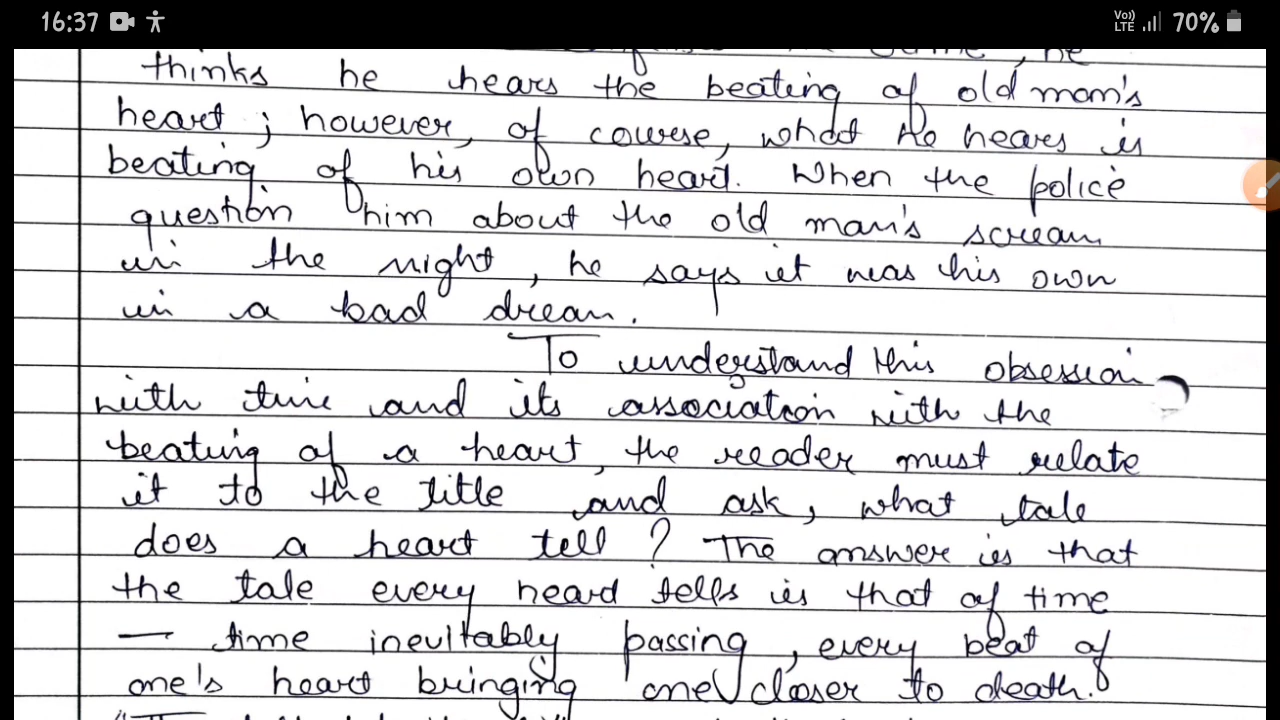 16:37
Vo)) LTE 70%
he
thinks he hears the beating of old man's
heart ; however, of course, what he hears is
beating of his own heart. When the police
question him about the old man's scream
in the night, he says it was his own
in a bad dream.
To understand this obsession
with time and its association with the
beating of a heart, the reader must relate
it to the title and ask, what tale
does a heart tell ? The answer is that
the tale every heard tells is that of time
— time inevitably passing, every beat of
one's heart bringing one closer to death.